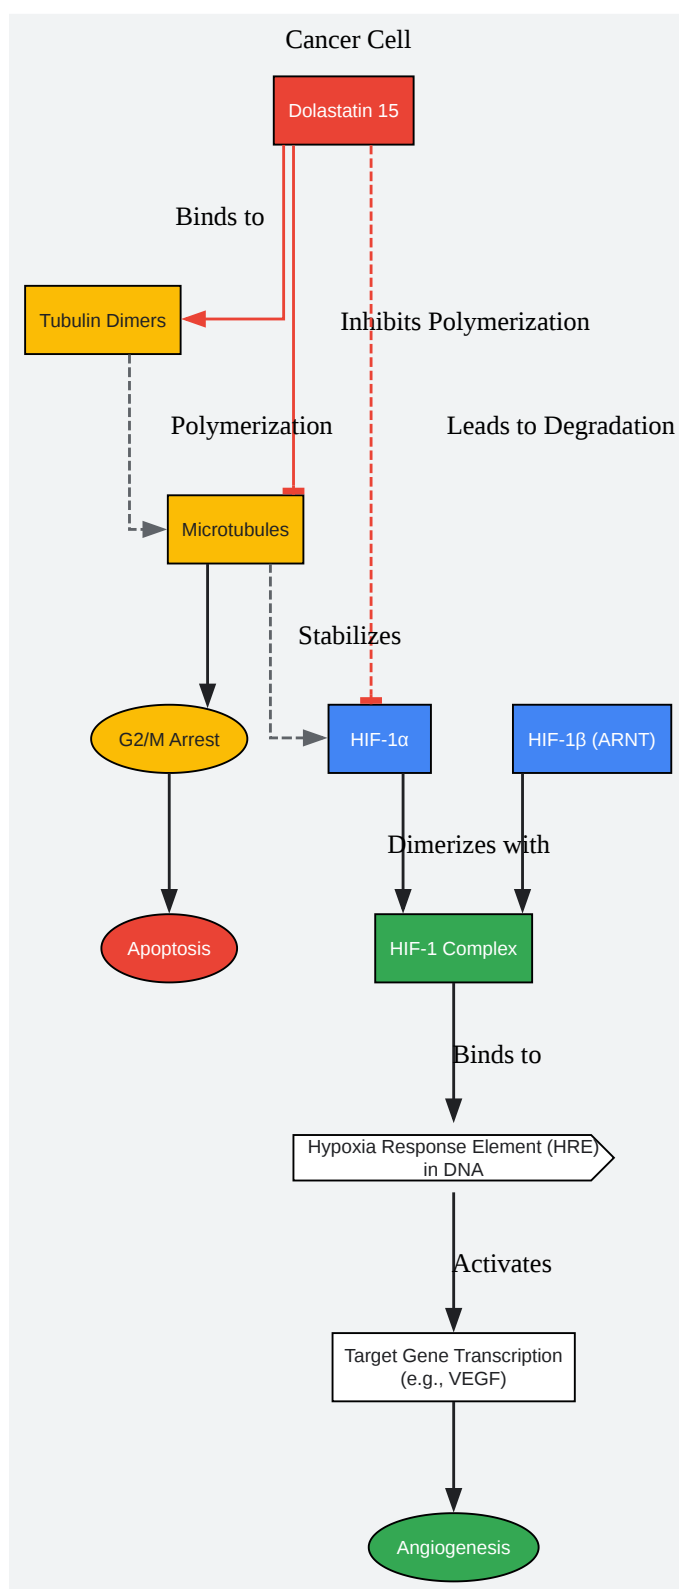 Cancer Cell
Dolastatin 15
Binds to
Tubulin Dimers
Inhibits Polymerization
Polymerization
Leads to Degradation
Microtubules
Stabilizes
G2/M Arrest
HIF-1α
HIF-1β (ARNT)
Dimerizes with
Apoptosis
HIF-1 Complex
Binds to
Hypoxia Response Element (HRE)
in DNA
Activates
Target Gene Transcription
(e.g., VEGF)
Angiogenesis